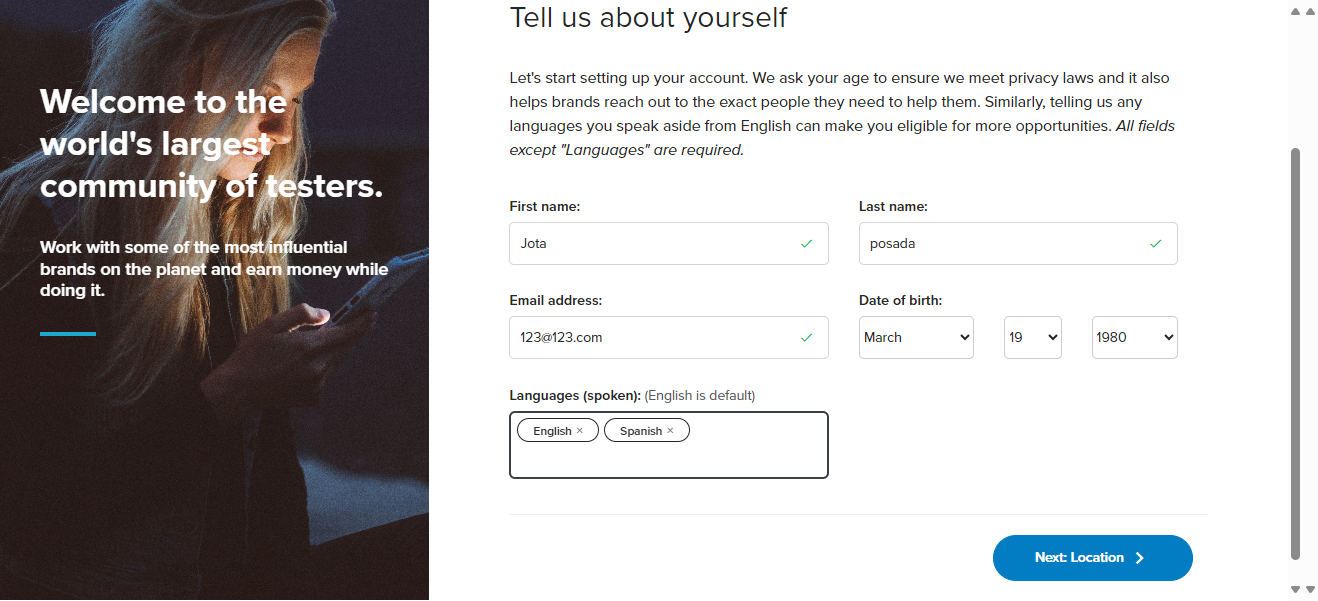 Welcome to the
world's largest
community of testers.
Work with some of the most influential
brands on the planet and earn money while
doing it.
Tell us about yourself
Let's start setting up your account. We ask your age to ensure we meet privacy laws and it also
helps brands reach out to the exact people they need to help them. Similarly, telling us any
languages you speak aside from English can make you eligible for more opportunities. All fields
except "Languages" are required.
First name: Last name:
Jota posada
Email address: Date of birth:
123@123.com March 19 1980
Languages (spoken): (English is default)
English × Spanish ×
Next: Location